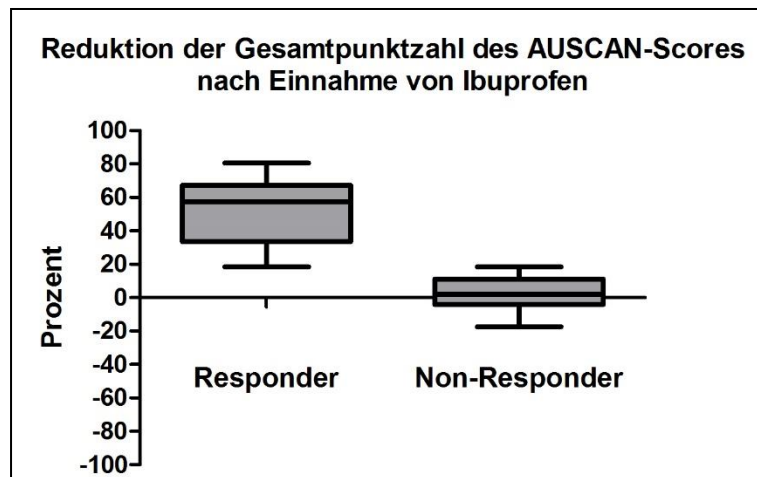 Reduktion der Gesamtpunktzahl des AUSCAN-Scores
nach Einnahme von Ibuprofen
Prozent
100
80
60
40
20
0
-20
-40
-60
-80
-100
Responder
Non-Responder